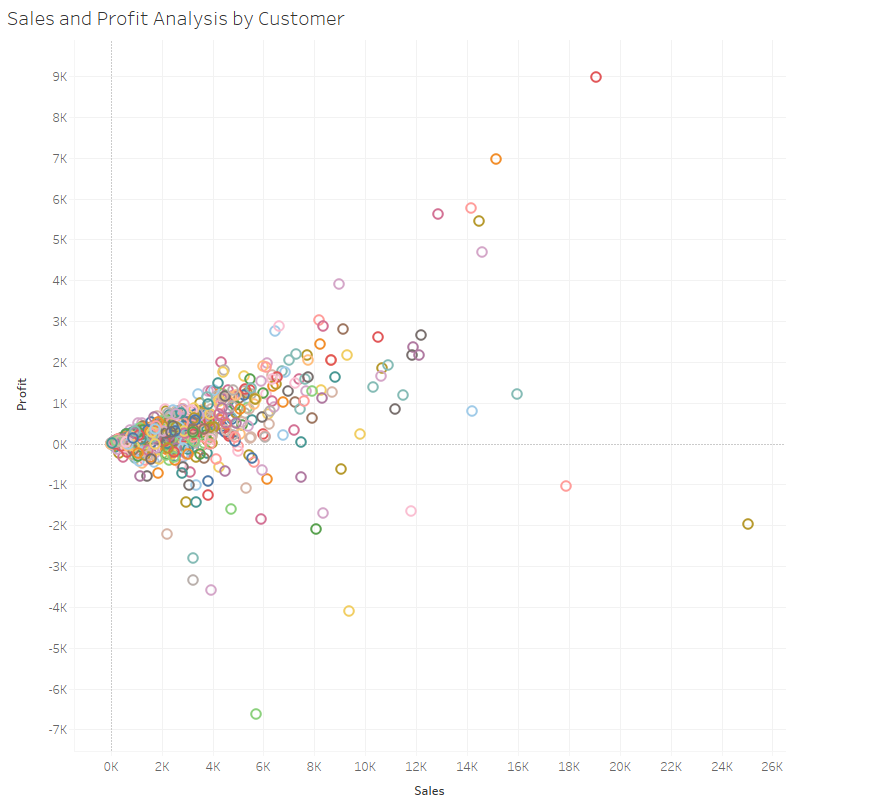 Sales and Profit Analysis by Customer
9K
8K
7K
6K
5K
4K
3K
2K
1K
0K
-1K
-2K
-3K
-4K
-5K
-6K
-7K
Profit
0K 2K 4K 6K 8K 10K 12K 14K 16K 18K 20K 22K 24K 26K
Sales